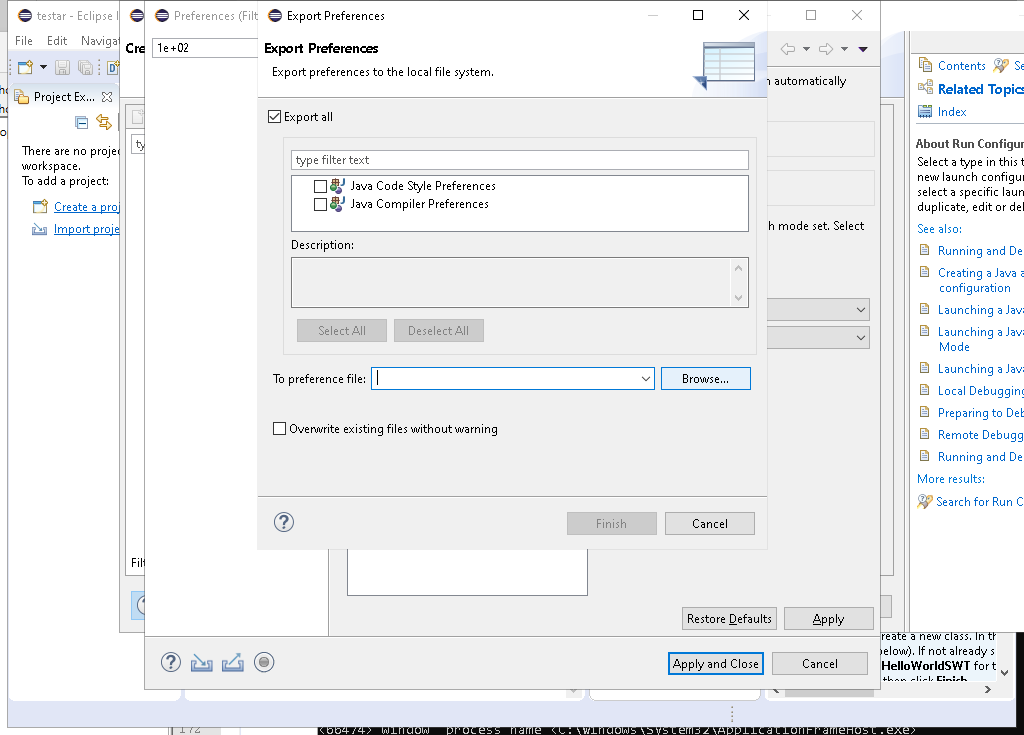 testar - Eclipse
Preferences (Filt
Export Preferences
File Edit Navigat
Cre
1e+02
Export Preferences
Export preferences to the local file system.
automatically
Contents
Related Topics
Index
Project Ex...
Export all
There are no projec
workspace.
To add a project:
Create a proj
Import proje
type filter text
Java Code Style Preferences
Java Compiler Preferences
Description:
Select All
Deselect All
h mode set. Select
To preference file:
Browse...
Overwrite existing files without warning
Finish
Cancel
About Run Configur
Select a type in this t
new launch configur
select a specific laun
duplicate, edit or del
See also:
Running and De
Creating a Java a
configuration
Launching a Java
Launching a Java
Mode
Launching a Java
Local Debugging
Preparing to Deb
Remote Debugg
Running and De
More results:
Search for Run C
Filt
Restore Defaults
Apply
Apply and Close
Cancel
reate a new class. In th
below). If not already s
HelloWorldSWT for t
then click Finish
172
<66474> window process name <C:\Windows\System32\ApplicationFrameHost.exe>